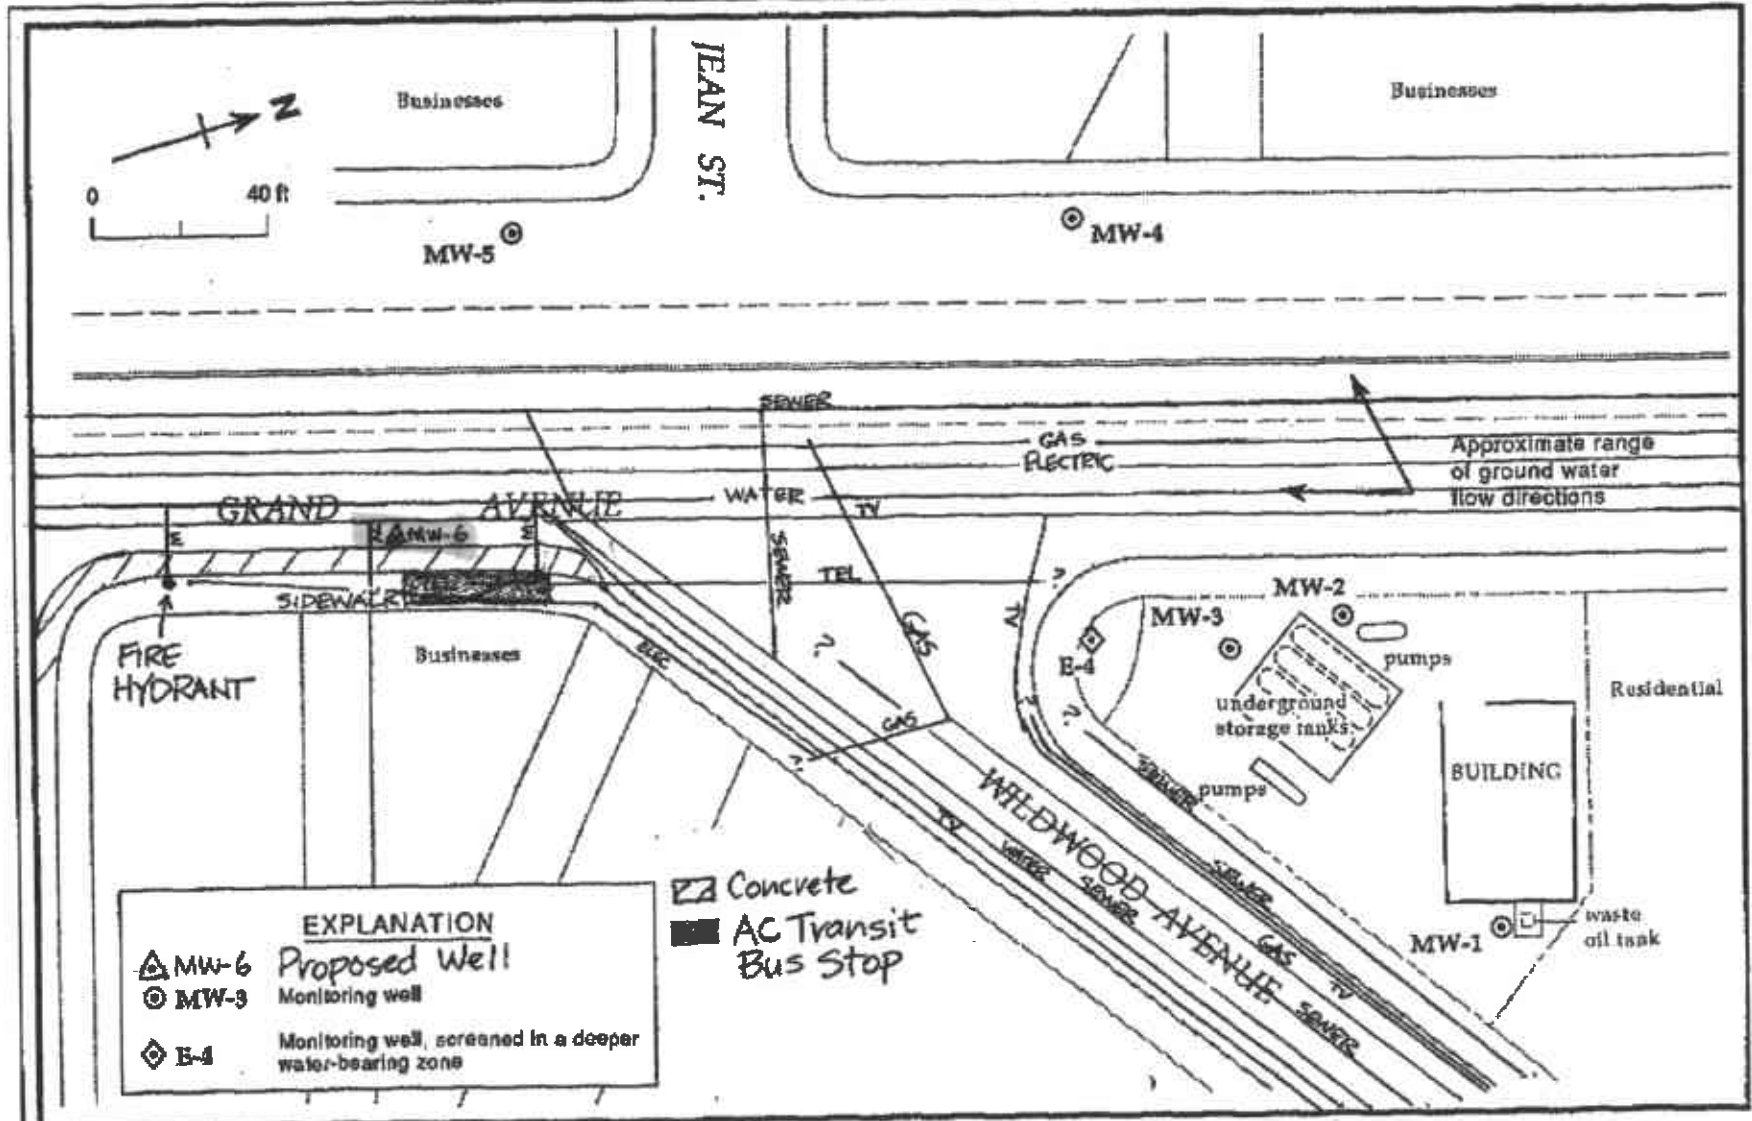 JEAN ST.
Businesses
Businesses
N
0 40 ft
MW-5
MW-4
SEWER
GAS
ELECTRIC
WATER
TV
Approximate range
of ground water
flow directions
GRAND AVENUE
W
MW-6
W
SEWER
TEL
?
SIDEWALK
FIRE
HYDRANT
Businesses
ELEC
?
GAS
TV
E-4
MW-3
MW-2
pumps
underground
storage tanks
Residential
?
?
GAS
?
SEWER
pumps
BUILDING
WILDWOOD AVENUE
TV
WATER
SEWER
SEWER
GAS
TV
SEWER
MW-1
waste
oil tank
Concrete
AC Transit
Bus Stop
EXPLANATION
MW-6 Proposed Well
MW-3 Monitoring well
E-4 Monitoring well, screened in a deeper
water-bearing zone